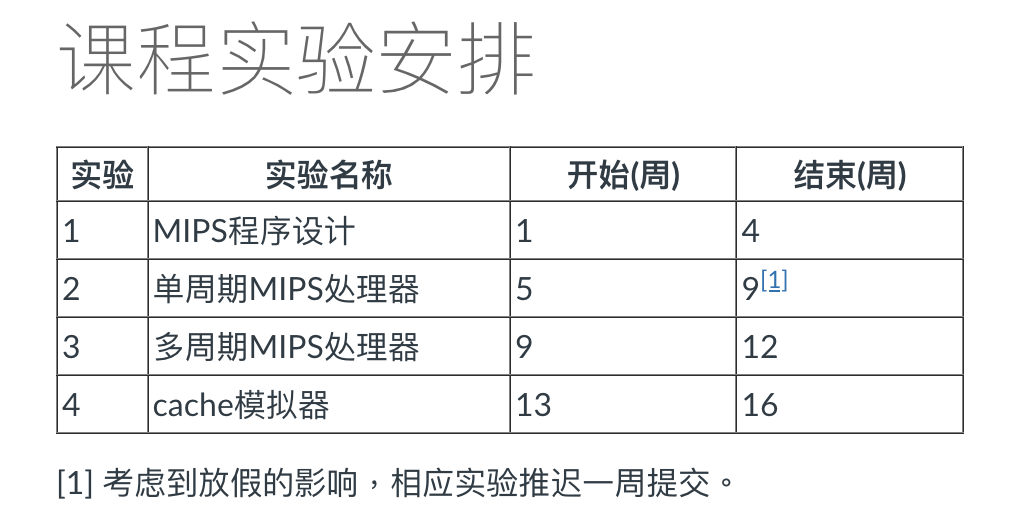 课程实验安排
实验 实验名称 开始(周) 结束(周)
1 MIPS程序设计 1 4
2 单周期MIPS处理器 5 9[1]
3 多周期MIPS处理器 9 12
4 cache模拟器 13 16
[1] 考虑到放假的影响，相应实验推迟一周提交。